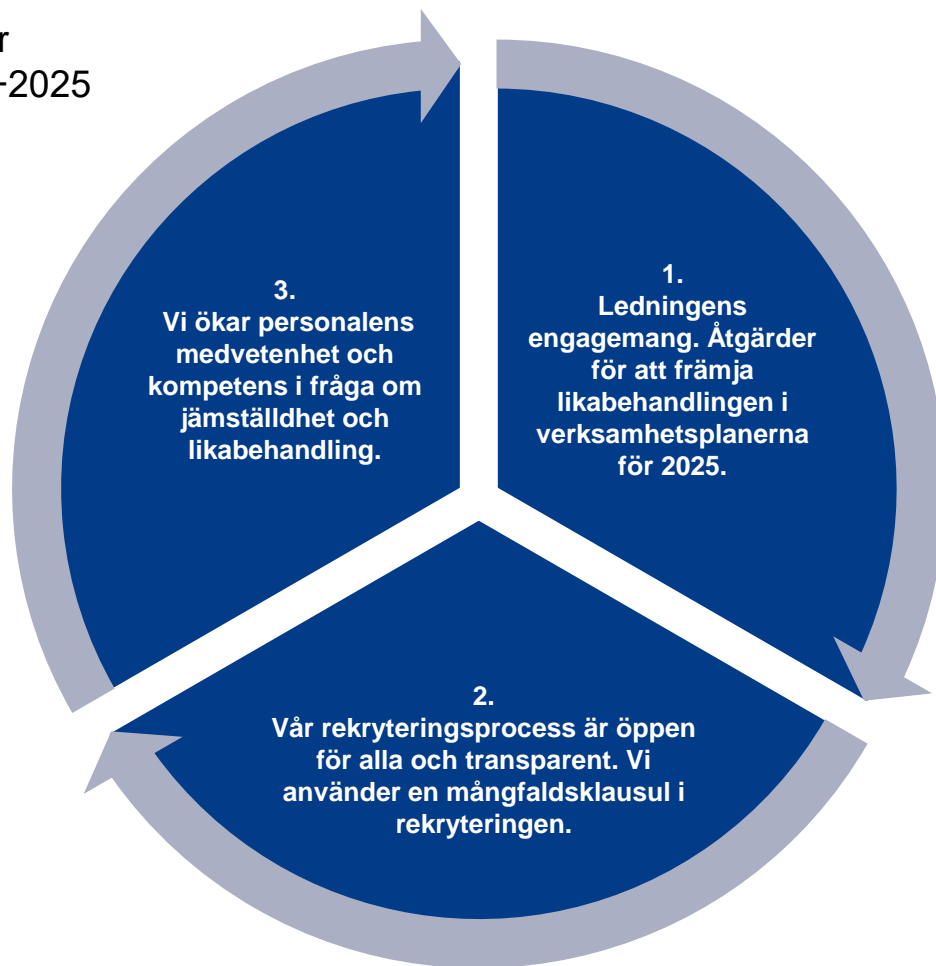 r
–2025
1.
Ledningens
engagemang. Åtgärder
för att främja
likabehandlingen i
verksamhetsplanerna
för 2025.
2.
Vår rekryteringsprocess är öppen
för alla och transparent. Vi
använder en mångfaldsklausul i
rekryteringen.
3.
Vi ökar personalens
medvetenhet och
kompetens i fråga om
jämställdhet och
likabehandling.